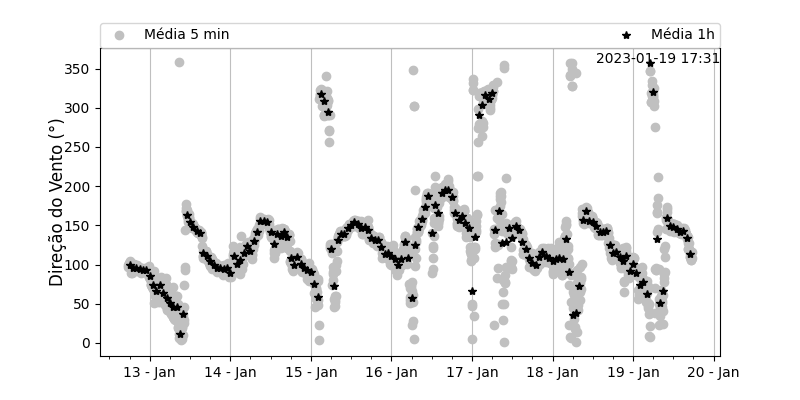 Média 5 min
Média 1h
2023-01-19 17:31
Direção do Vento (°)
350
300
250
200
150
100
50
0
13 - Jan
14 - Jan
15 - Jan
16 - Jan
17 - Jan
18 - Jan
19 - Jan
20 - Jan